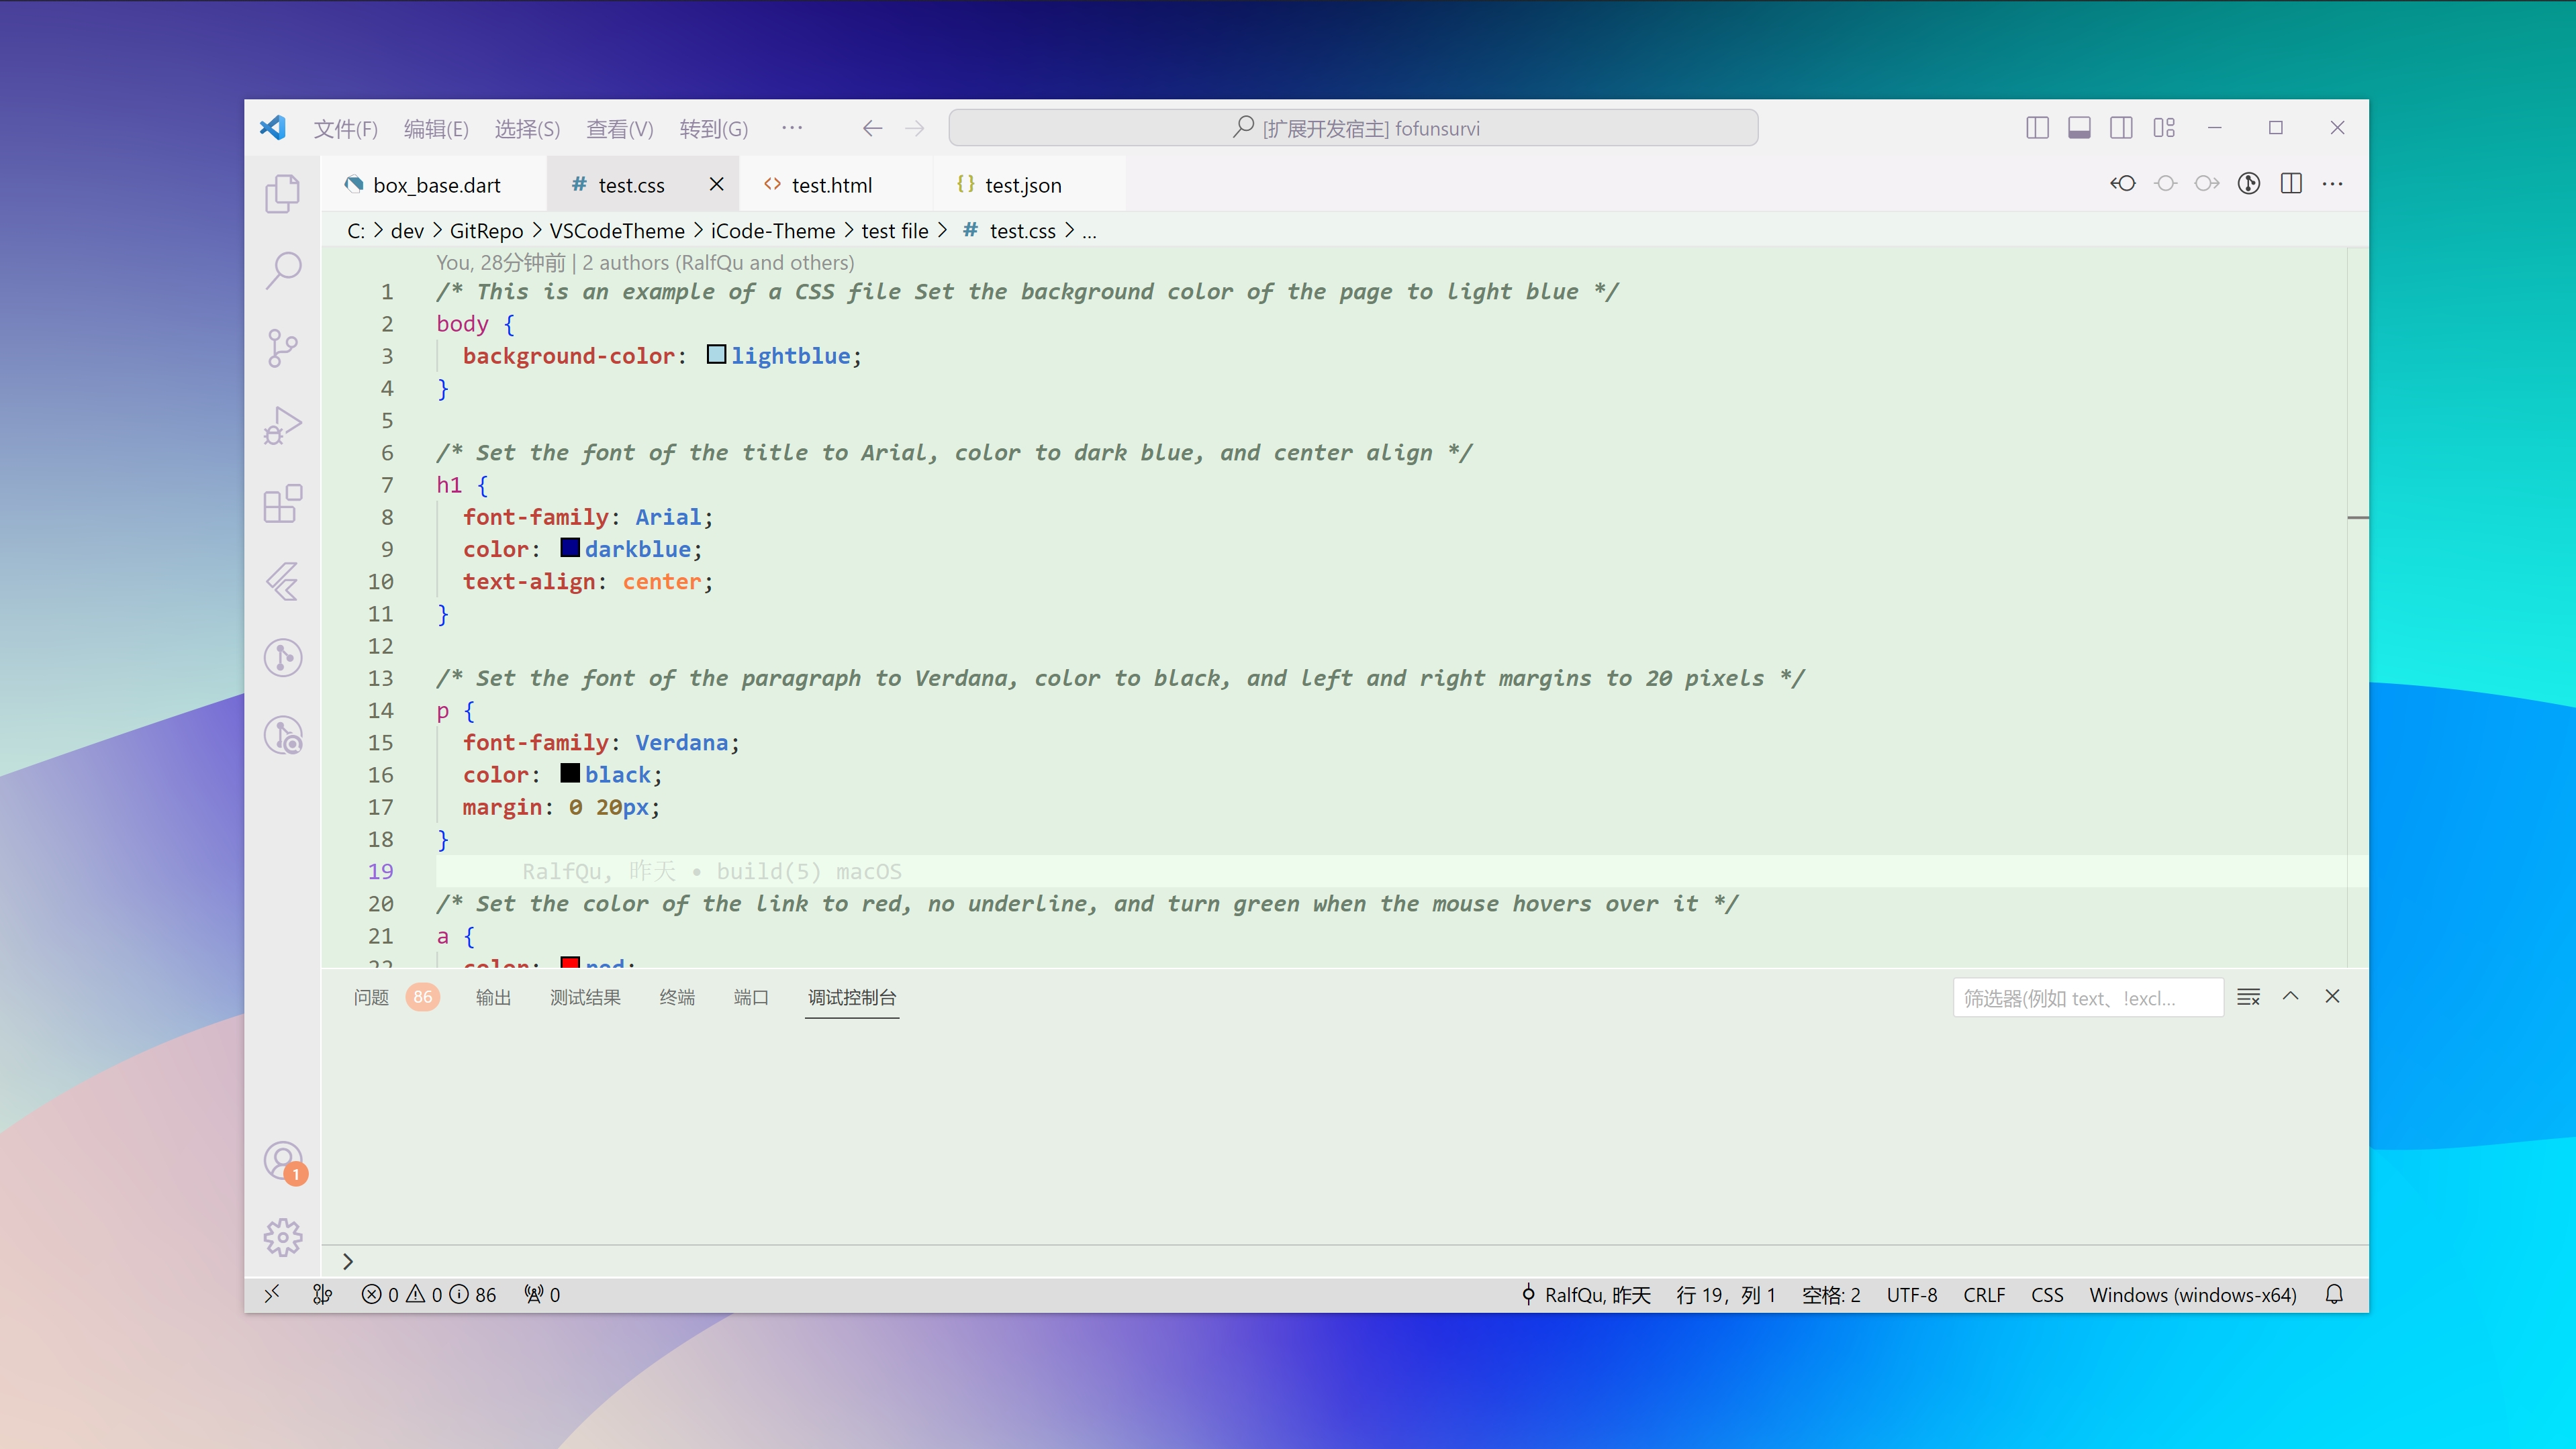 文件(F) 编辑(E) 选择(S) 查看(V) 转到(G) ··· [扩展开发宿主] fofunsurvi
box_base.dart # test.css <> test.html {} test.json
C: > dev > GitRepo > VSCodeTheme > iCode-Theme > test file > # test.css > ...
You, 28分钟前 | 2 authors (RalfQu and others)
1 /* This is an example of a CSS file Set the background color of the page to light blue */
2 body {
3 background-color: lightblue;
4 }
5
6 /* Set the font of the title to Arial, color to dark blue, and center align */
7 h1 {
8 font-family: Arial;
9 color: darkblue;
10 text-align: center;
11 }
12
13 /* Set the font of the paragraph to Verdana, color to black, and left and right margins to 20 pixels */
14 p {
15 font-family: Verdana;
16 color: black;
17 margin: 0 20px;
18 }
19 RalfQu, 昨天 • build(5) macOS
20 /* Set the color of the link to red, no underline, and turn green when the mouse hovers over it */
21 a {
22 color: red;
问题 86 输出 测试结果 终端 端口 调试控制台 筛选器(例如 text、!excl...
1
0 0 86 0 RalfQu, 昨天 行 19，列 1 空格: 2 UTF-8 CRLF CSS Windows (windows-x64)